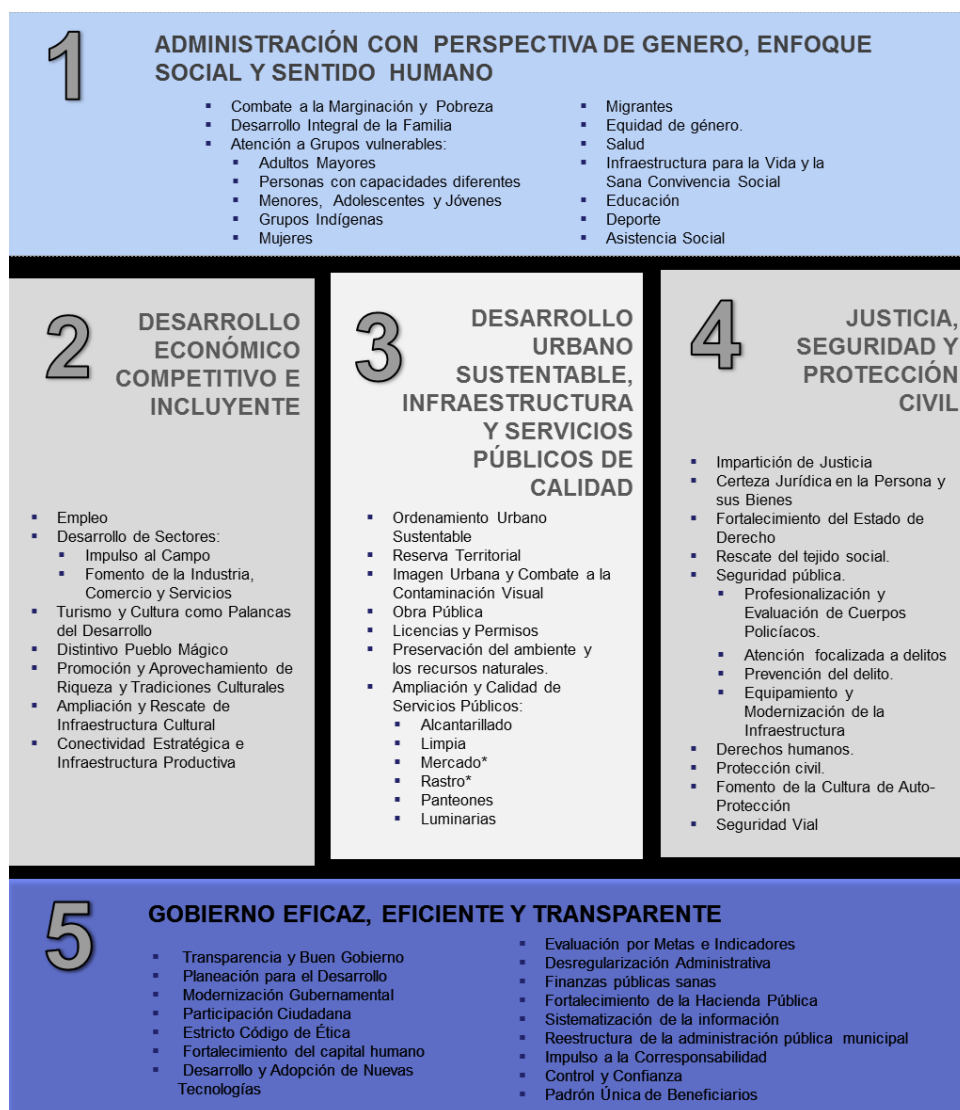 1
ADMINISTRACIÓN CON PERSPECTIVA DE GENERO, ENFOQUE
SOCIAL Y SENTIDO HUMANO
▪ Combate a la Marginación y Pobreza
▪ Desarrollo Integral de la Familia
▪ Atención a Grupos vulnerables:
▪ Adultos Mayores
▪ Personas con capacidades diferentes
▪ Menores, Adolescentes y Jóvenes
▪ Grupos Indígenas
▪ Mujeres
▪ Migrantes
▪ Equidad de género.
▪ Salud
▪ Infraestructura para la Vida y la
Sana Convivencia Social
▪ Educación
▪ Deporte
▪ Asistencia Social
2
DESARROLLO
ECONÓMICO
COMPETITIVO E
INCLUYENTE
▪ Empleo
▪ Desarrollo de Sectores:
▪ Impulso al Campo
▪ Fomento de la Industria,
Comercio y Servicios
▪ Turismo y Cultura como Palancas
del Desarrollo
▪ Distintivo Pueblo Mágico
▪ Promoción y Aprovechamiento de
Riqueza y Tradiciones Culturales
▪ Ampliación y Rescate de
Infraestructura Cultural
▪ Conectividad Estratégica e
Infraestructura Productiva
3
DESARROLLO
URBANO
SUSTENTABLE,
INFRAESTRUCTURA
Y SERVICIOS
PÚBLICOS DE
CALIDAD
▪ Ordenamiento Urbano
Sustentable
▪ Reserva Territorial
▪ Imagen Urbana y Combate a la
Contaminación Visual
▪ Obra Pública
▪ Licencias y Permisos
▪ Preservación del ambiente y
los recursos naturales.
▪ Ampliación y Calidad de
Servicios Públicos:
▪ Alcantarillado
▪ Limpia
▪ Mercado*
▪ Rastro*
▪ Panteones
▪ Luminarias
4
JUSTICIA,
SEGURIDAD Y
PROTECCIÓN
CIVIL
▪ Impartición de Justicia
▪ Certeza Jurídica en la Persona y
sus Bienes
▪ Fortalecimiento del Estado de
Derecho
▪ Rescate del tejido social.
▪ Seguridad pública.
▪ Profesionalización y
Evaluación de Cuerpos
Policíacos.
▪ Atención focalizada a delitos
▪ Prevención del delito.
▪ Equipamiento y
Modernización de la
Infraestructura
▪ Derechos humanos.
▪ Protección civil.
▪ Fomento de la Cultura de Auto-
Protección
▪ Seguridad Vial
5
GOBIERNO EFICAZ, EFICIENTE Y TRANSPARENTE
▪ Transparencia y Buen Gobierno
▪ Planeación para el Desarrollo
▪ Modernización Gubernamental
▪ Participación Ciudadana
▪ Estricto Código de Ética
▪ Fortalecimiento del capital humano
▪ Desarrollo y Adopción de Nuevas
Tecnologías
▪ Evaluación por Metas e Indicadores
▪ Desregularización Administrativa
▪ Finanzas públicas sanas
▪ Fortalecimiento de la Hacienda Pública
▪ Sistematización de la información
▪ Reestructura de la administración pública municipal
▪ Impulso a la Corresponsabilidad
▪ Control y Confianza
▪ Padrón Única de Beneficiarios